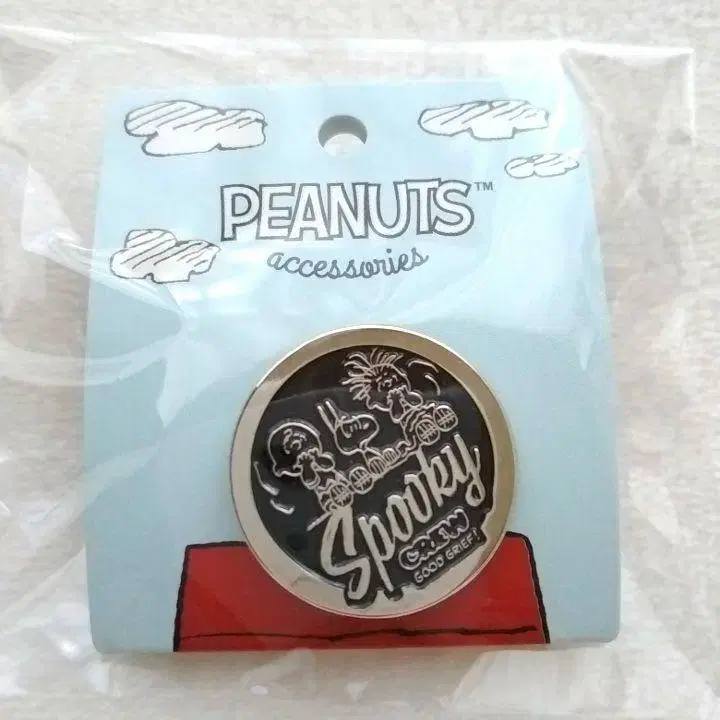 PEANUTS™
accessories
Spooky
CREW
GOOD GRIEF!